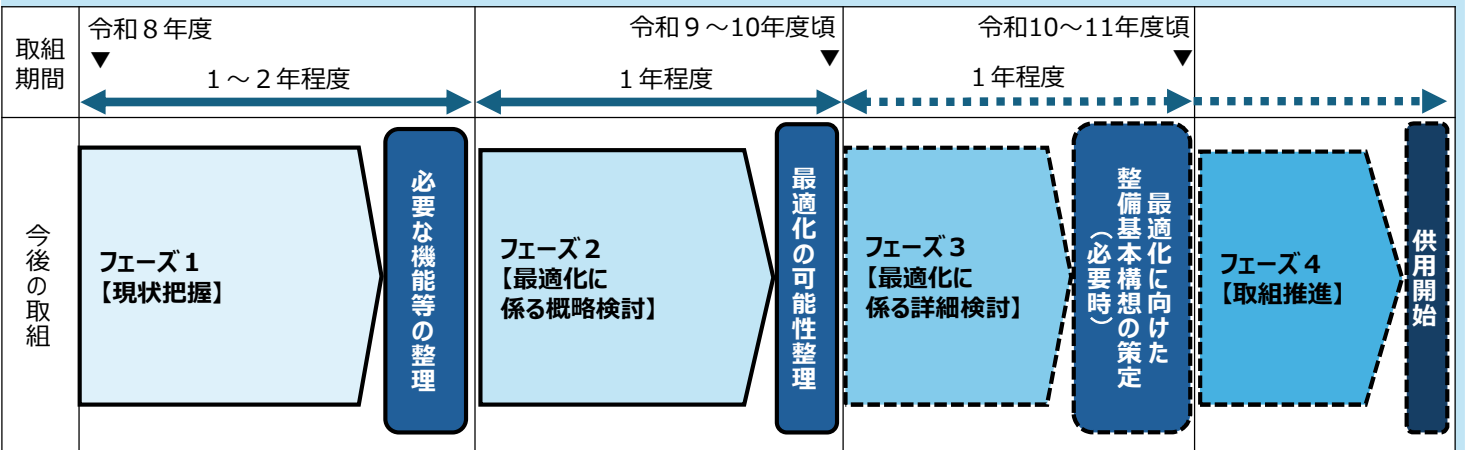 取組
期間
令和８年度
▼
１～２年程度
令和９～10年度頃
▼
１年程度
令和10～11年度頃
▼
１年程度
今後の取組
フェーズ１
【現状把握】
必要な機能等の整理
フェーズ２
【最適化に
係る概略検討】
最適化の可能性整理
フェーズ３
【最適化に
係る詳細検討】
最適化に向けた
整備基本構想の策定
（必要時）
フェーズ４
【取組推進】
供用開始